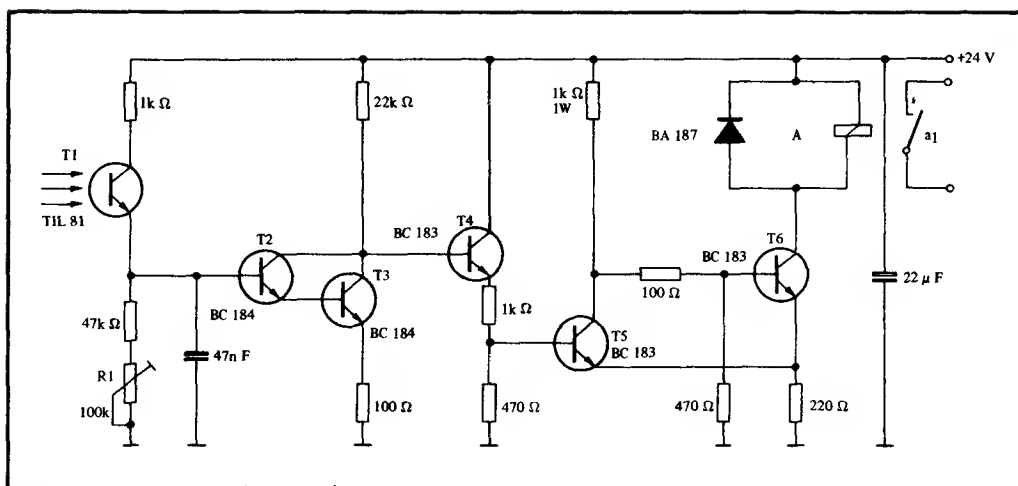 +24 V
1k Ω
22k Ω
1k Ω
1W
BA 187
A
a1
T1
TIL 81
T2
BC 184
T3
BC 184
BC 183
T4
1k Ω
T5
BC 183
100 Ω
BC 183
T6
22 μ F
47k Ω
R1
100k
47n F
100 Ω
470 Ω
470 Ω
220 Ω